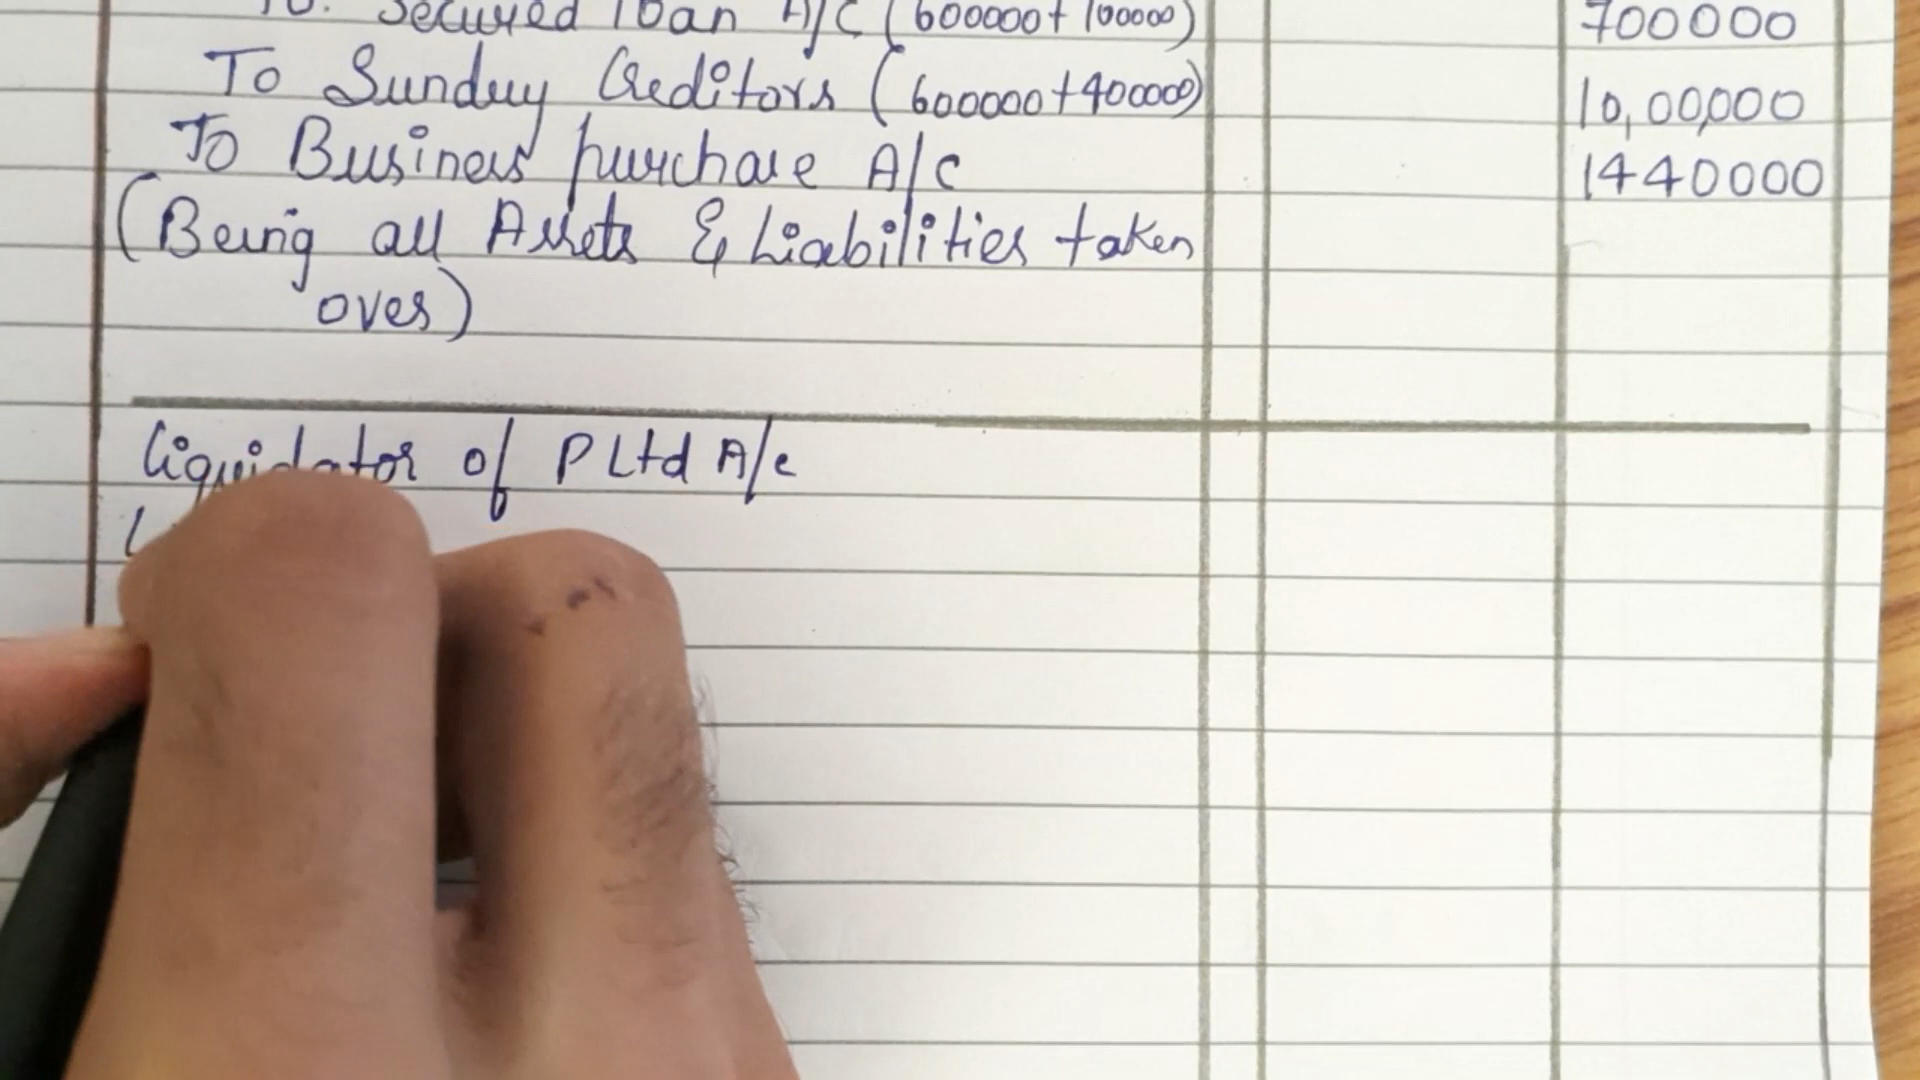 To. Secured loan A/C (600000+100000) 700000
To Sundry Creditors (600000+400000) 10,00,000
To Business purchase A/C 1440000
(Being all Assets & Liabilities taken
over)
Liquidator of P Ltd A/c